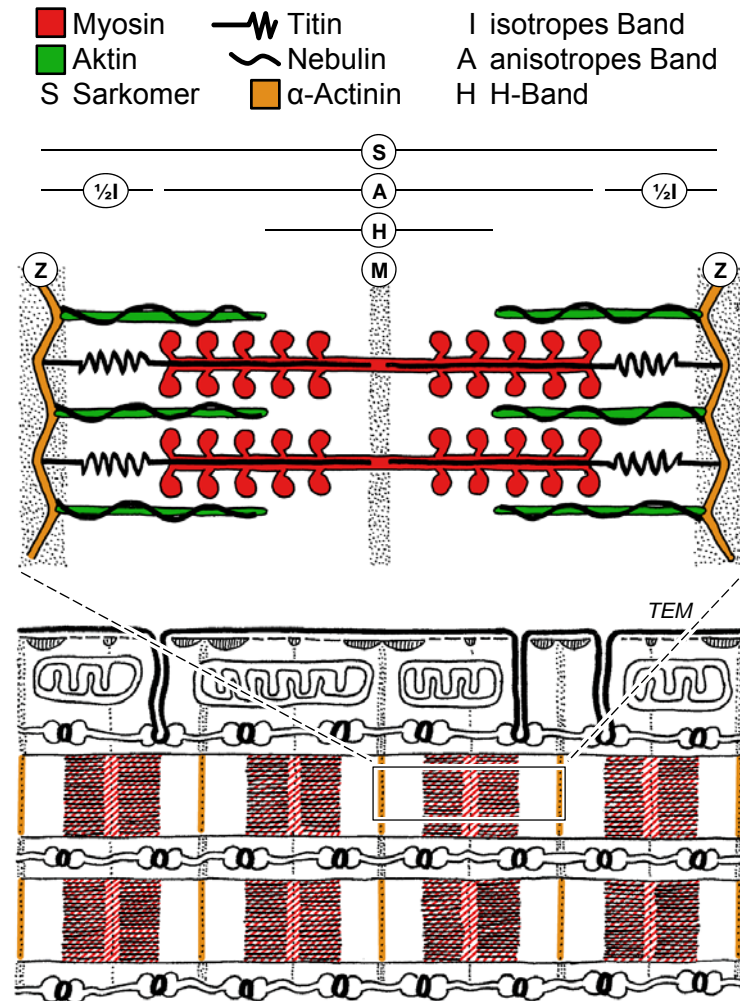 Myosin Titin I isotropes Band
Aktin Nebulin A anisotropes Band
S Sarkomer α-Actinin H H-Band
S
½I A ½I
H
Z M Z
TEM